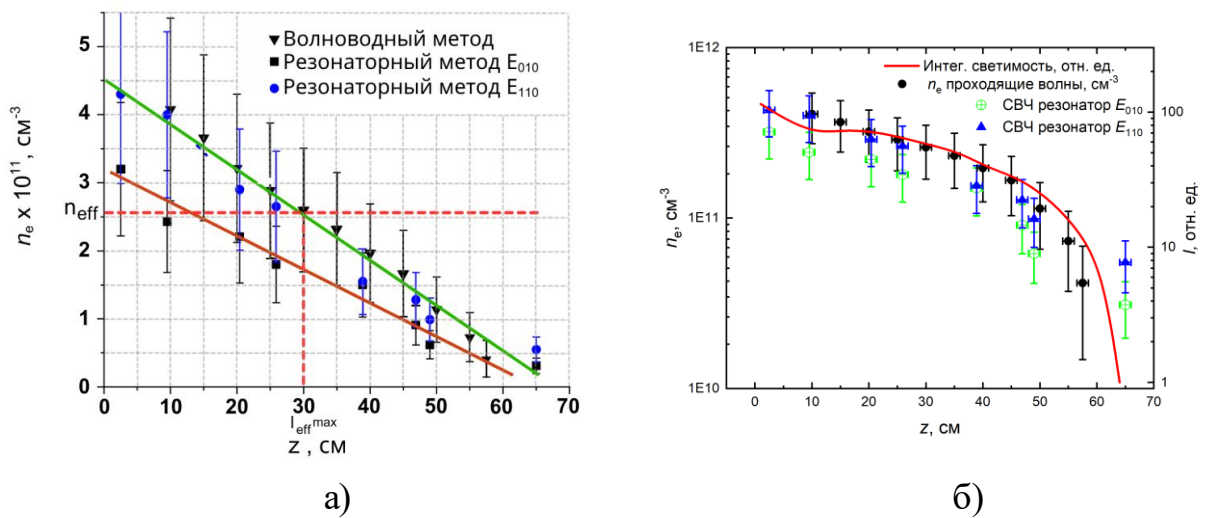 Волноводный метод
Резонаторный метод E010
Резонаторный метод E110
ne x 10^11, см-3
5
4
3
neff
2
1
0
0 10 20 30 40 50 60 70
leff max
z , см
а)
Интег. светимость, отн. ед.
ne проходящие волны, см-3
СВЧ резонатор E010
СВЧ резонатор E110
ne, см-3
1E12
1E11
1E10
I, отн. ед.
100
10
1
0 10 20 30 40 50 60 70
z, см
б)